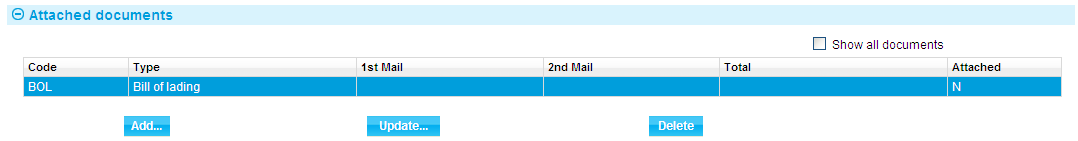 Attached documents
Show all documents
Code Type 1st Mail 2nd Mail Total Attached
BOL Bill of lading N
Add... Update... Delete